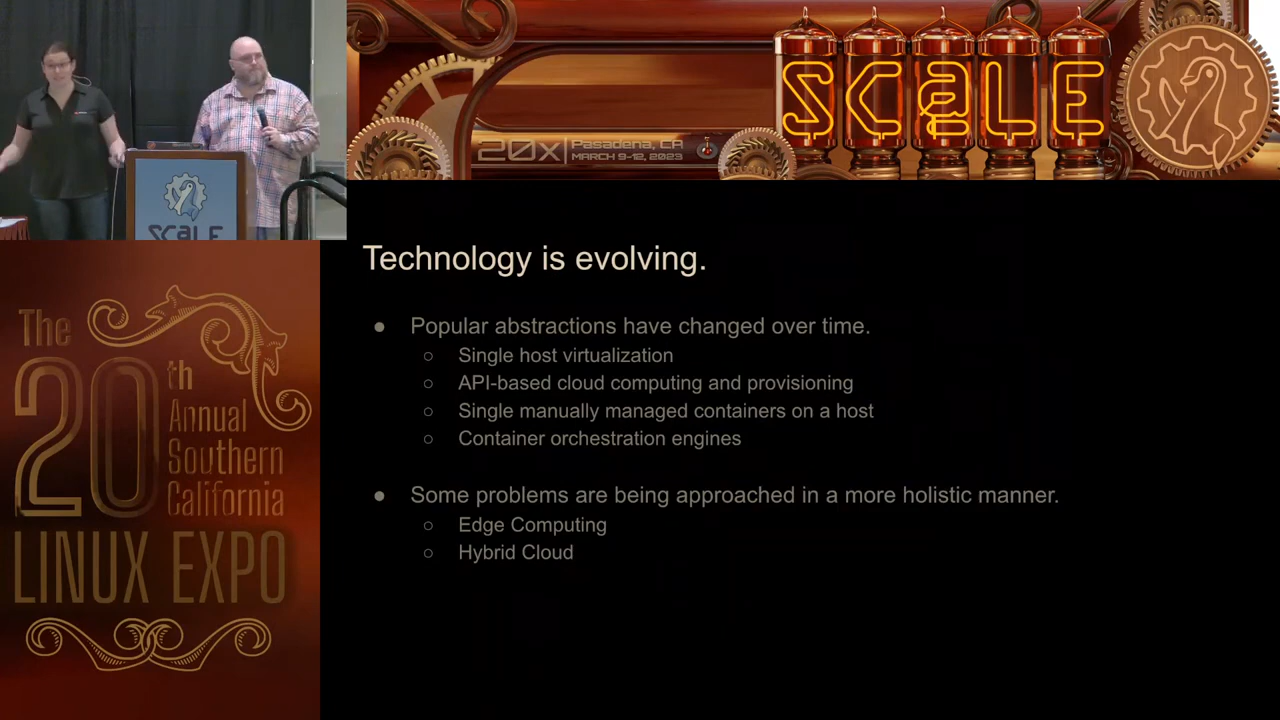 SCALE
20x
Pasadena, CA
MARCH 9-12, 2023
SCALE
The
20th
Annual
Southern
California
LINUX EXPO
Technology is evolving.
● Popular abstractions have changed over time.
○ Single host virtualization
○ API-based cloud computing and provisioning
○ Single manually managed containers on a host
○ Container orchestration engines
● Some problems are being approached in a more holistic manner.
○ Edge Computing
○ Hybrid Cloud